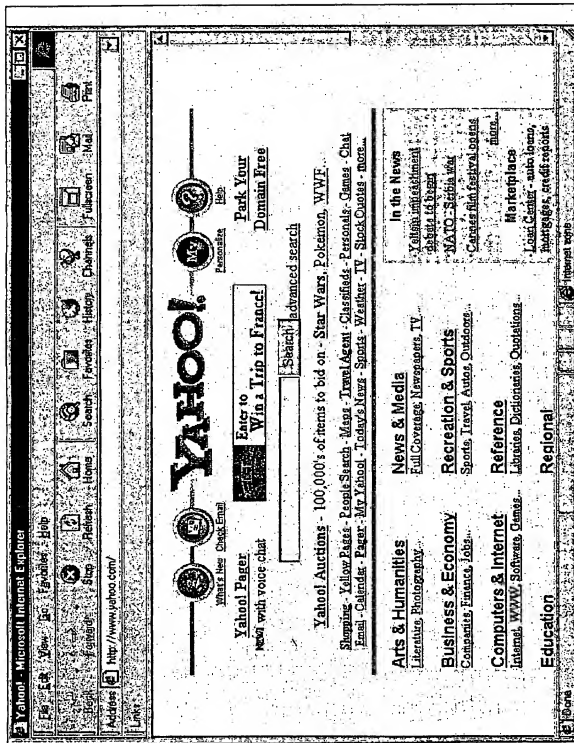 Yahoo! - Microsoft Internet Explorer
File Edit View Go Favorites Help
Back Forward Stop Refresh Home Search Favorites History Channels Fullscreen Mail Print
Address http://www.yahoo.com/
Links
What's New Check Email YAHOO! Personalize Help
My
Yahoo! Pager
now with voice chat
Enter to
Win a Trip to France!
Park Your
Domain Free
Search advanced search
Yahoo! Auctions - 100,000's of items to bid on - Star Wars, Pokemon, WWF...
Shopping - Yellow Pages - People Search - Maps - Travel Agent - Classifieds - Personals - Games - Chat
Email - Calendar - Pager - My Yahoo! - Today's News - Sports - Weather - TV - Stock Quotes - more...
Arts & Humanities
Literature, Photography...
Business & Economy
Companies, Finance, Jobs...
Computers & Internet
Internet, WWW, Software, Games...
Education
News & Media
Full Coverage, Newspapers, TV...
Recreation & Sports
Sports, Travel, Autos, Outdoors...
Reference
Libraries, Dictionaries, Quotations...
Regional
In the News
Yeltsin impeachment
debate to begin
NATO - Serbia war
Cannes film festival opens
more...
Marketplace
Loan Center - auto loans,
mortgages, credit reports
Done
Internet zone